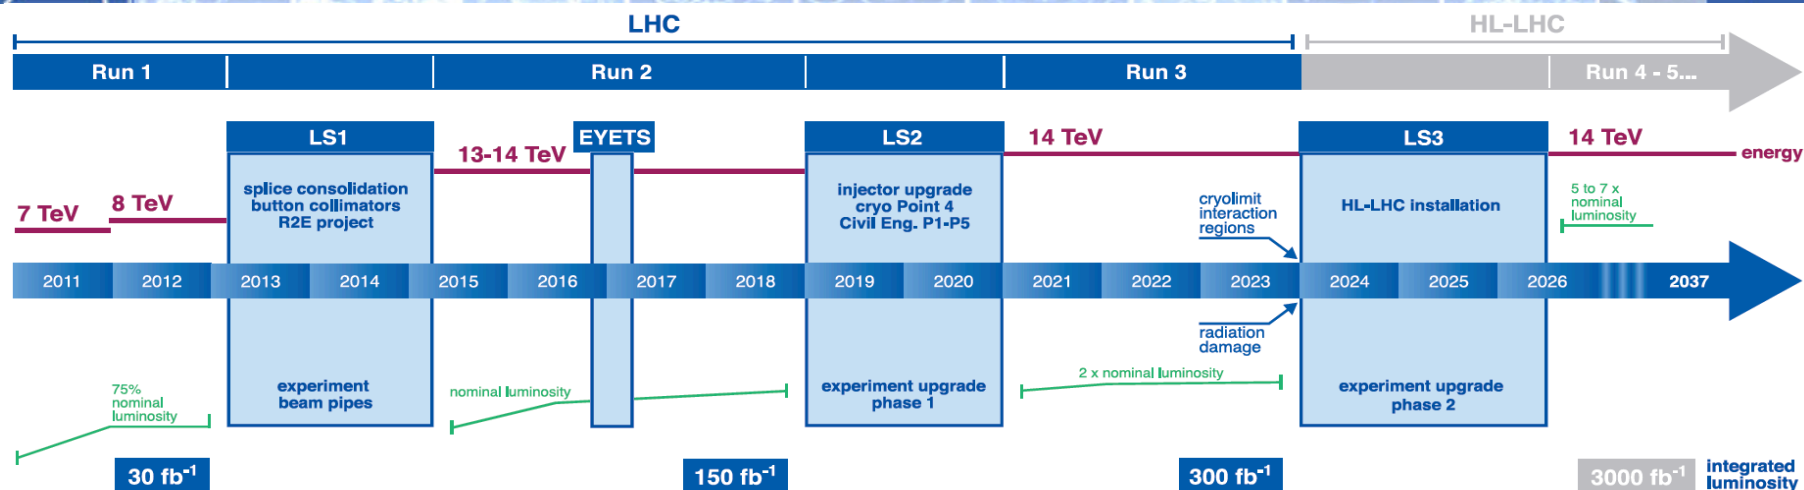 LHC
HL-LHC
Run 1
Run 2
Run 3
Run 4 - 5...
LS1
EYETS
LS2
LS3
7 TeV
8 TeV
13-14 TeV
14 TeV
14 TeV
energy
splice consolidation
button collimators
R2E project
injector upgrade
cryo Point 4
Civil Eng. P1-P5
cryolimit
interaction
regions
HL-LHC installation
5 to 7 x
nominal
luminosity
2011
2012
2013
2014
2015
2016
2017
2018
2019
2020
2021
2022
2023
2024
2025
2026
2037
radiation
damage
75%
nominal
luminosity
experiment
beam pipes
nominal luminosity
experiment upgrade
phase 1
2 x nominal luminosity
experiment upgrade
phase 2
30 fb⁻¹
150 fb⁻¹
300 fb⁻¹
3000 fb⁻¹
integrated
luminosity